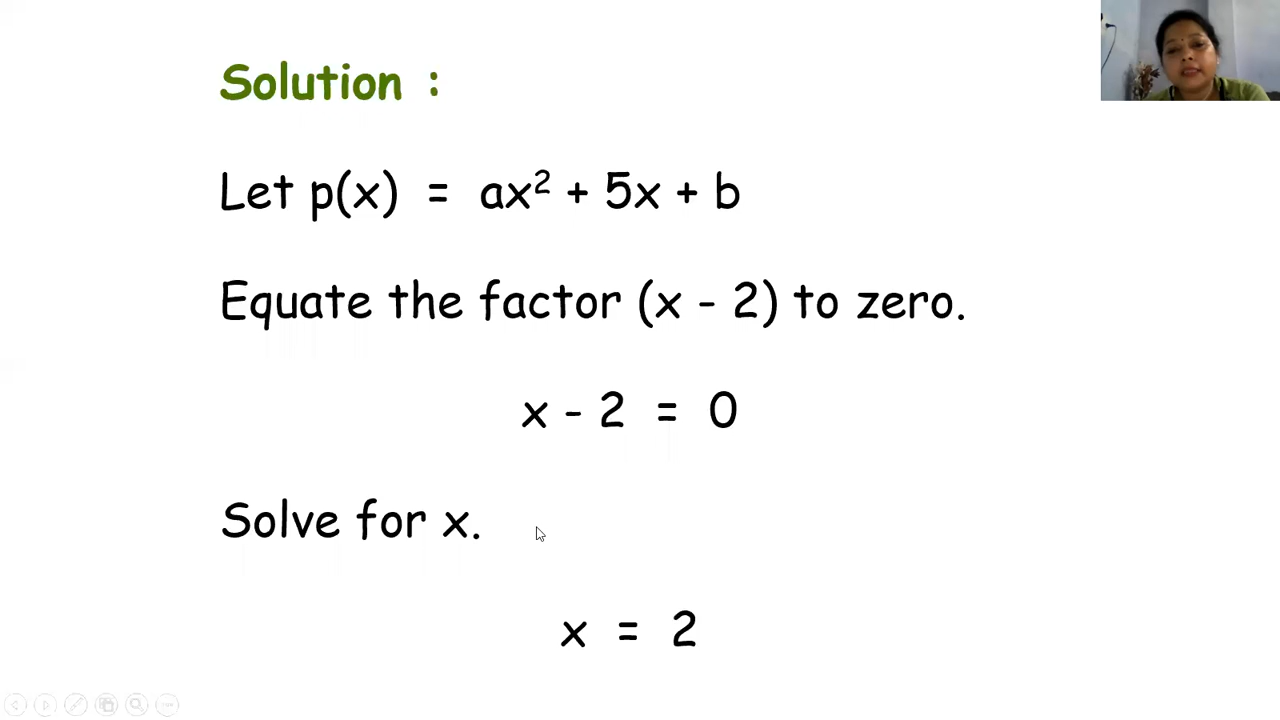 Solution :
Let p(x) = ax² + 5x + b
Equate the factor (x - 2) to zero.
x - 2 = 0
Solve for x.
x = 2